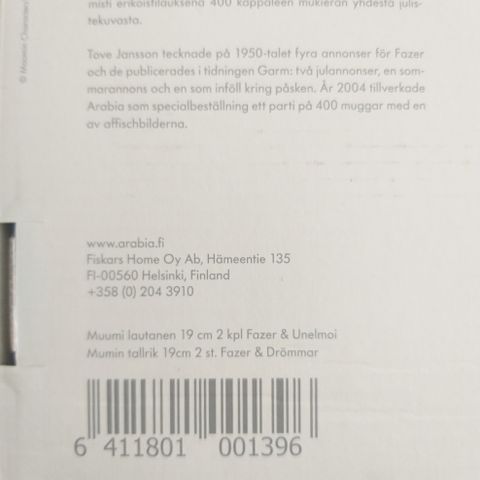 misti erikoistilauksena 400 kappaleen mukierän yhdestä julis-
tekuvasta.
Tove Jansson tecknade på 1950-talet fyra annonser för Fazer
och de publicerades i tidningen Garm: två julannonser, en som-
marannons och en som inföll kring påsken. År 2004 tillverkade
Arabia som specialbeställning ett parti på 400 muggar med en
av affischbilderna.
www.arabia.fi
Fiskars Home Oy Ab, Hämeentie 135
FI-00560 Helsinki, Finland
+358 (0) 204 3910
Muumi lautanen 19 cm 2 kpl Fazer & Unelmoi
Mumin tallrik 19cm 2 st. Fazer & Drömmar
6 411801 001396
© Moomin Characters